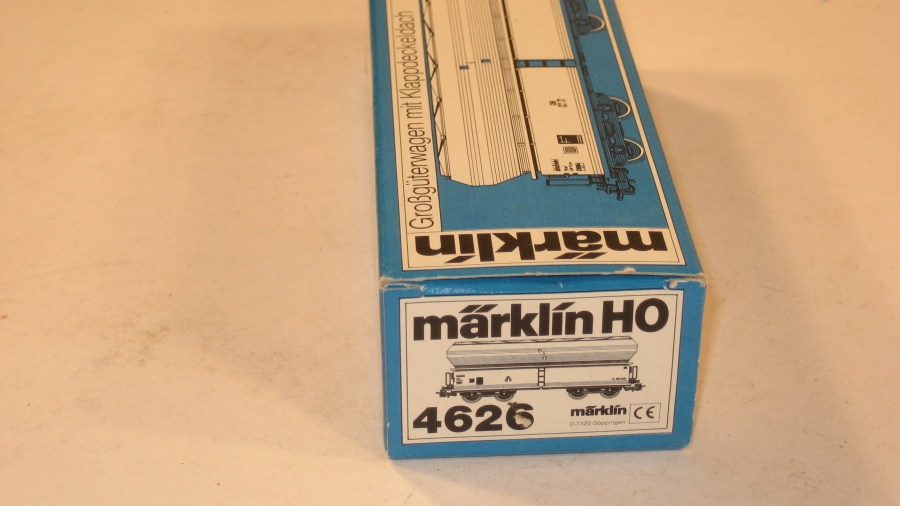 Großgüterwagen mit Klappdeckeldach
märklin
märklin HO
4626
märklin
CE
D-7320 Göppingen